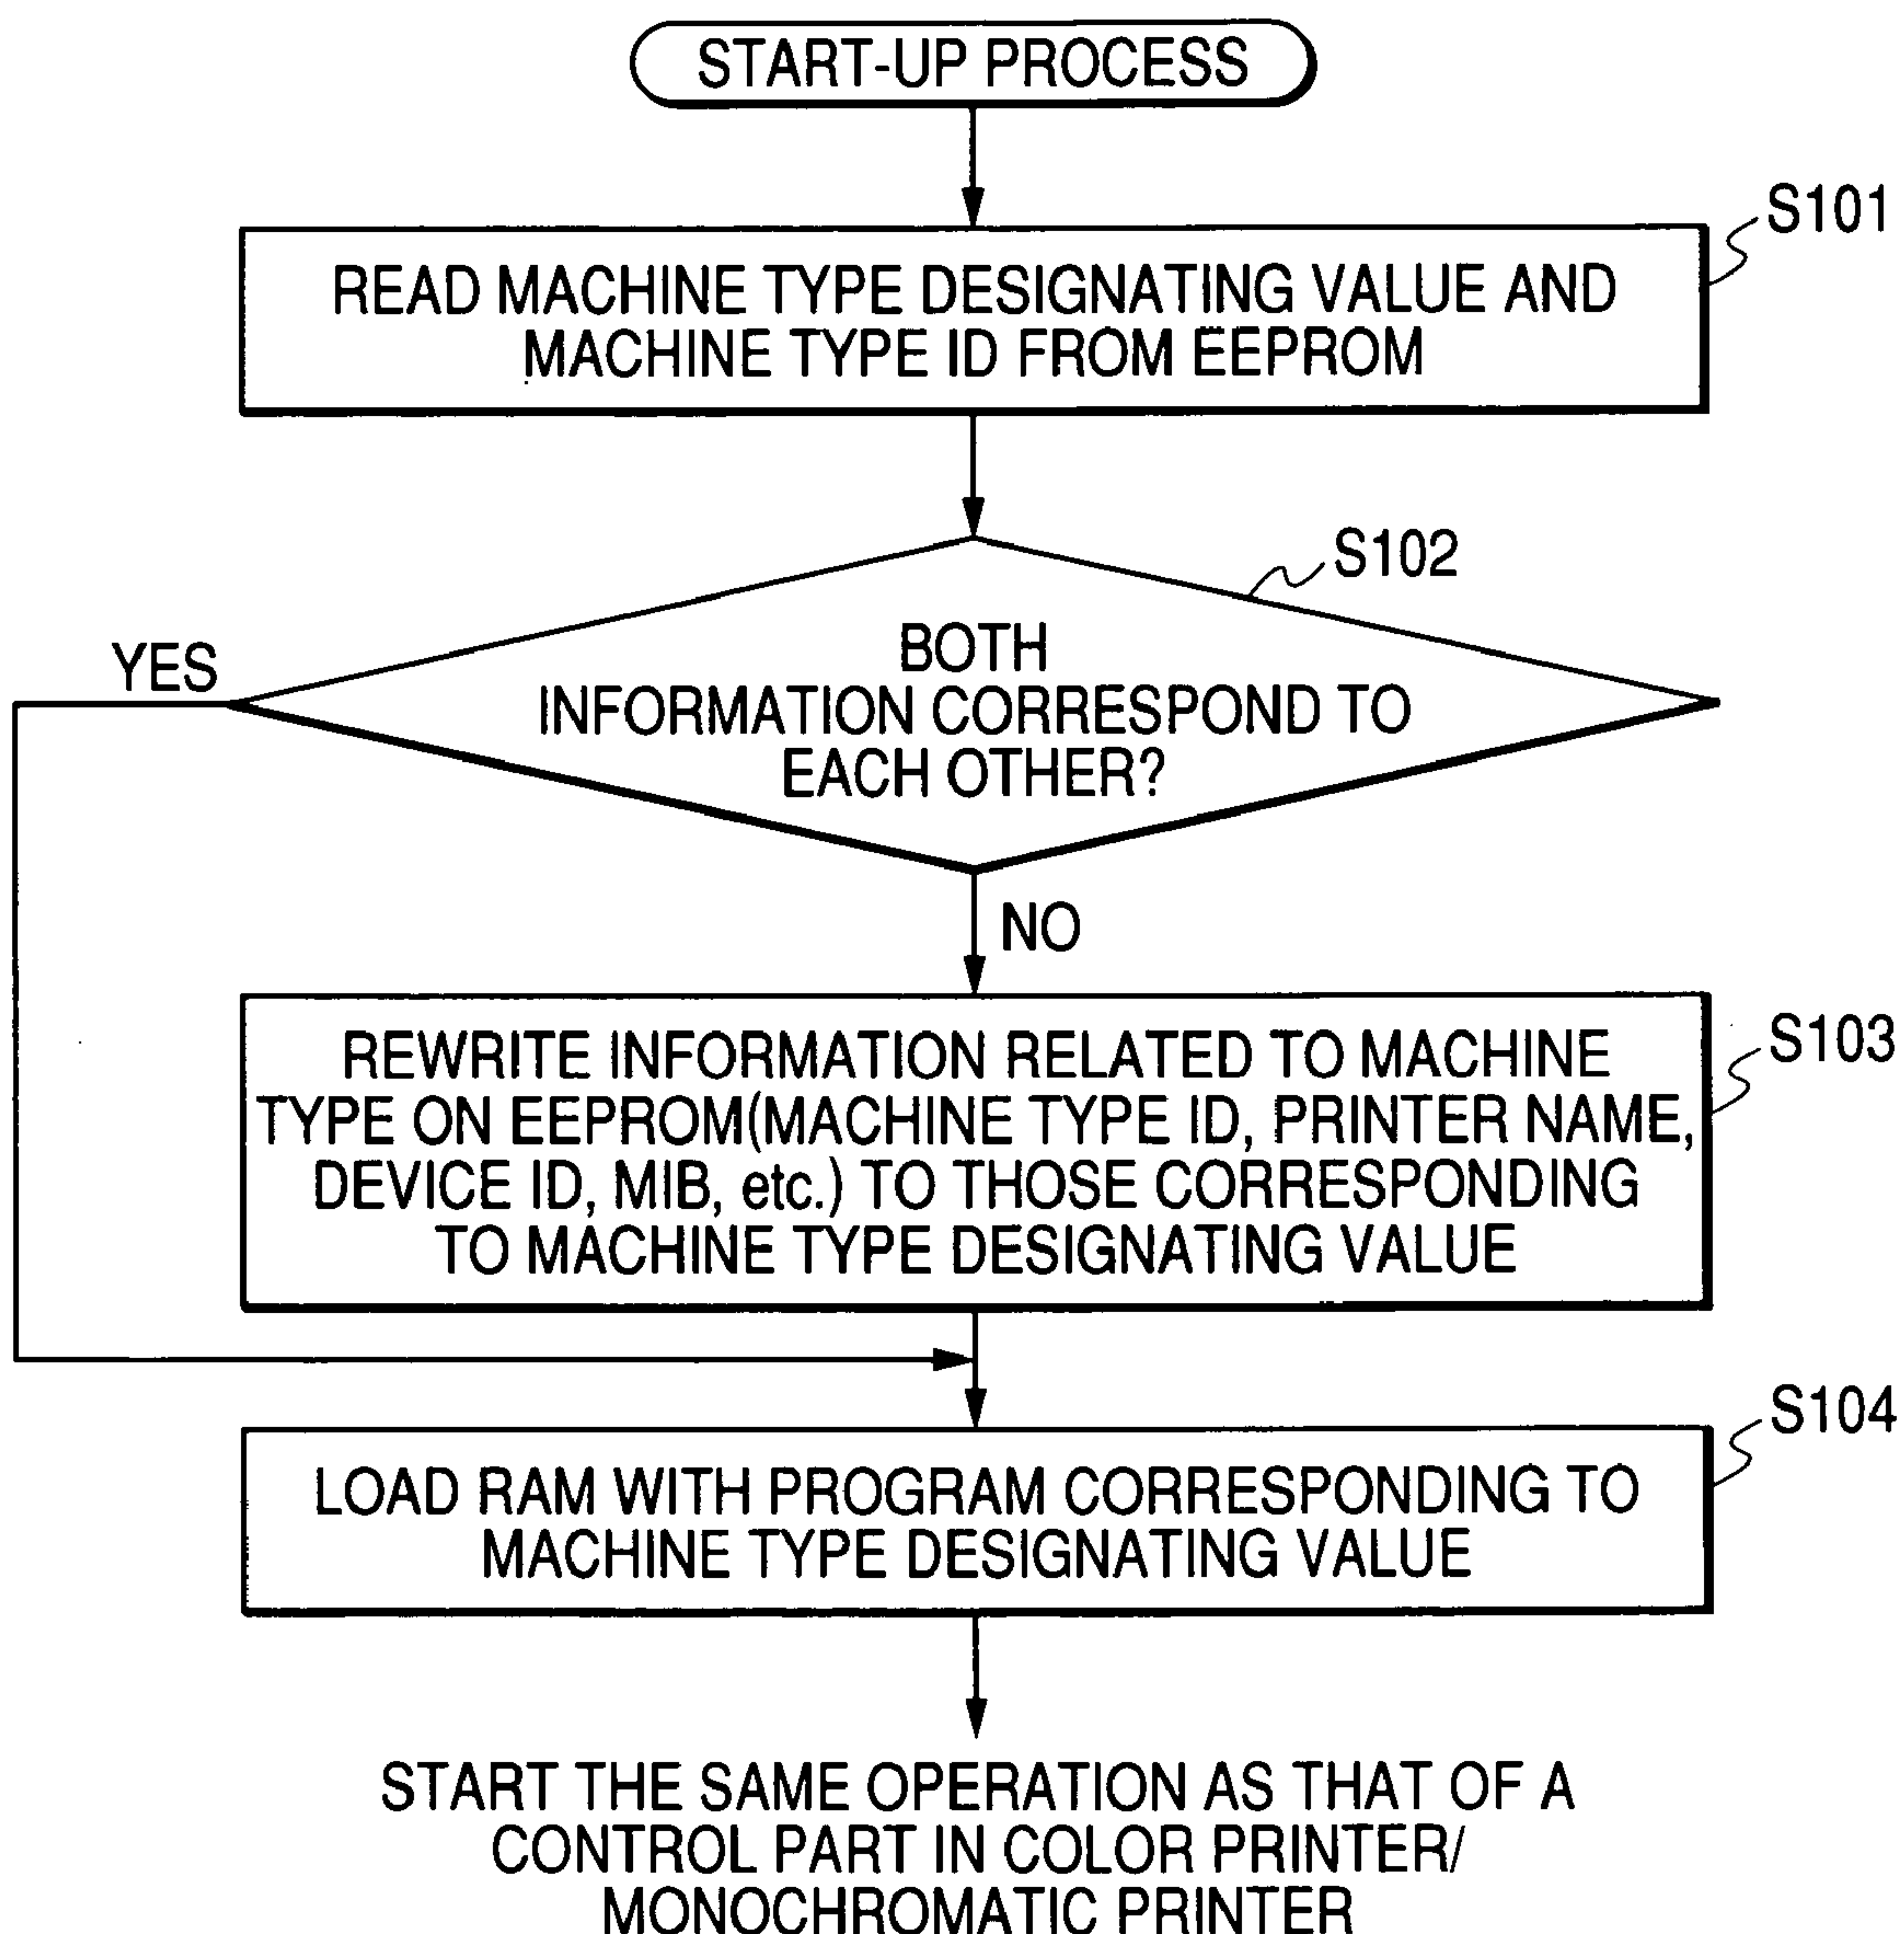 START-UP PROCESS
S101
READ MACHINE TYPE DESIGNATING VALUE AND
MACHINE TYPE ID FROM EEPROM
S102
BOTH
INFORMATION CORRESPOND TO
EACH OTHER?
YES
NO
S103
REWRITE INFORMATION RELATED TO MACHINE
TYPE ON EEPROM(MACHINE TYPE ID, PRINTER NAME,
DEVICE ID, MIB, etc.) TO THOSE CORRESPONDING
TO MACHINE TYPE DESIGNATING VALUE
S104
LOAD RAM WITH PROGRAM CORRESPONDING TO
MACHINE TYPE DESIGNATING VALUE
START THE SAME OPERATION AS THAT OF A
CONTROL PART IN COLOR PRINTER/
MONOCHROMATIC PRINTER